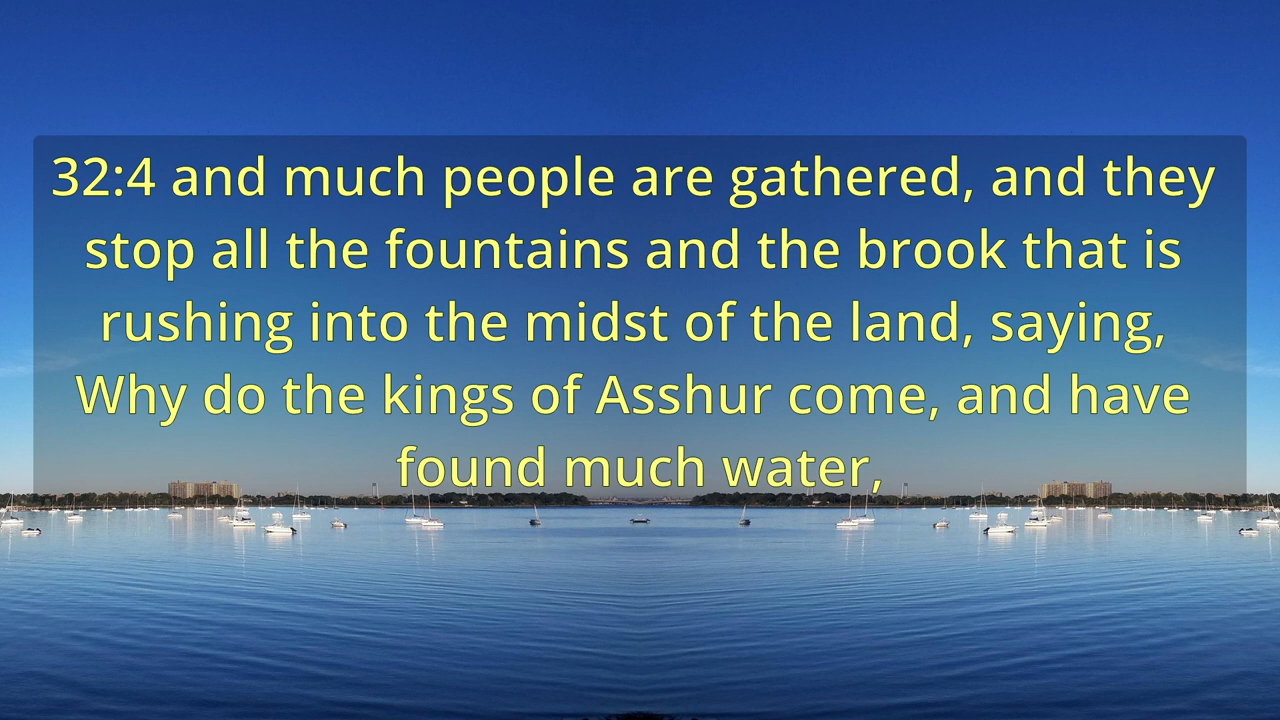 32:4 and much people are gathered, and they
stop all the fountains and the brook that is
rushing into the midst of the land, saying,
Why do the kings of Asshur come, and have
found much water,